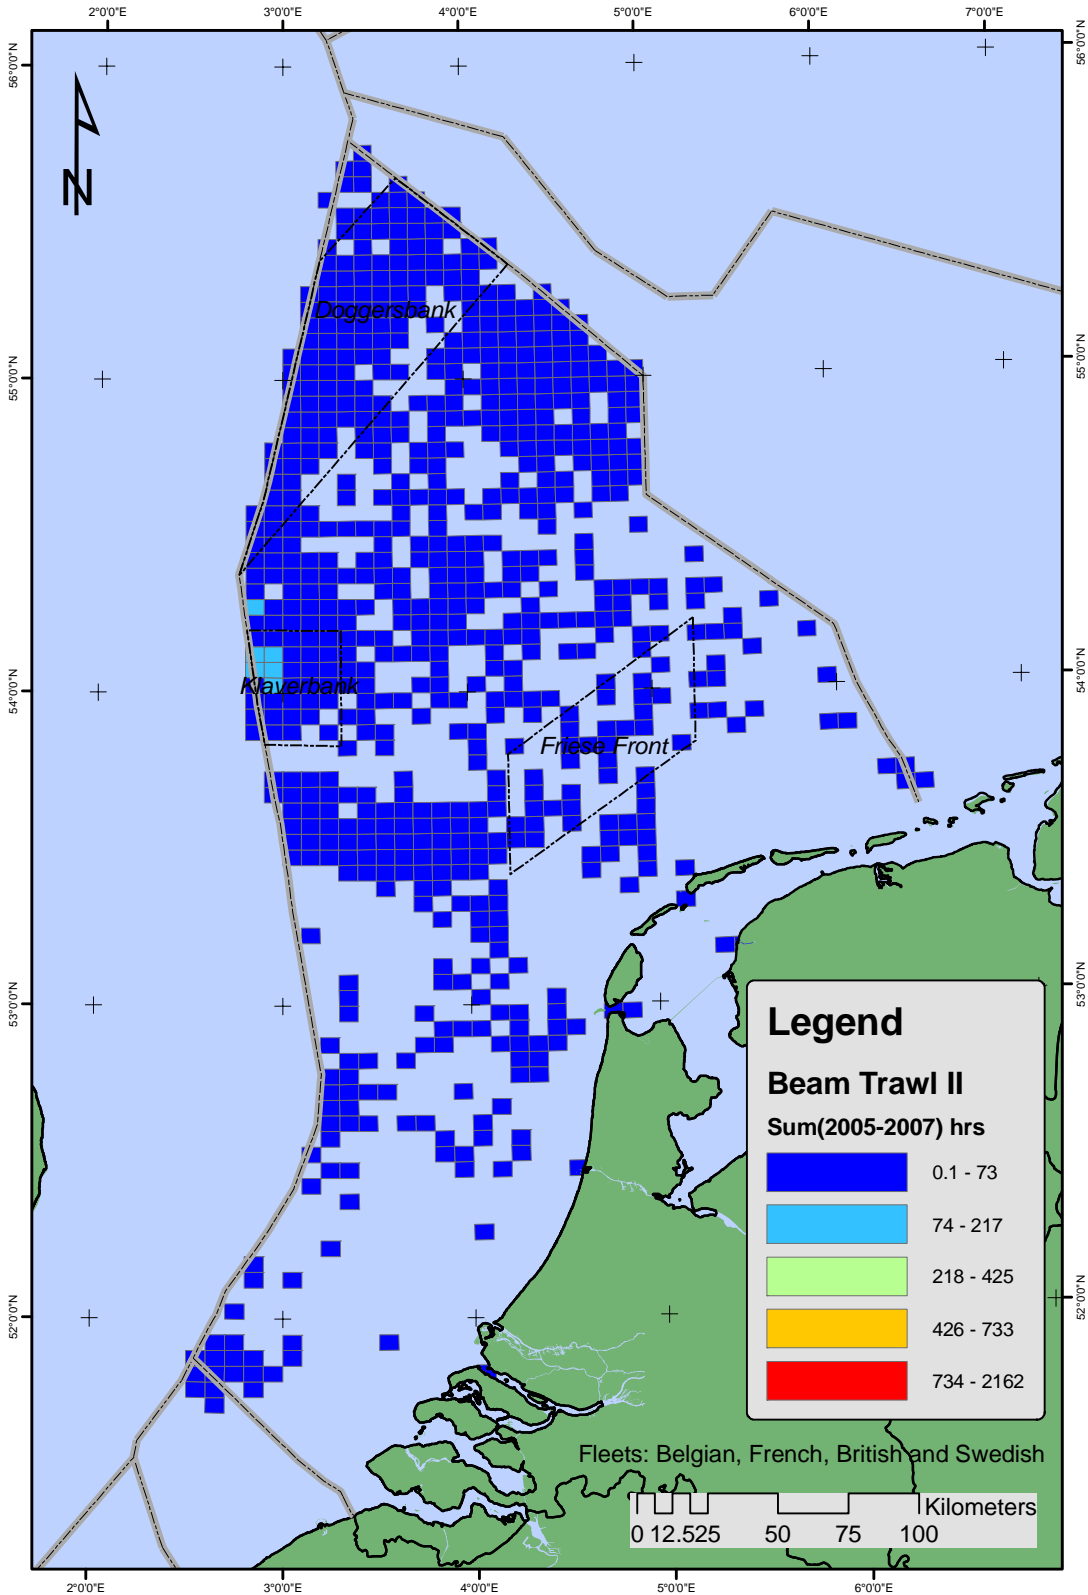 2°0'0"E 3°0'0"E 4°0'0"E 5°0'0"E 6°0'0"E 7°0'0"E
56°0'0"N 56°0'0"N
N
Doggersbank
55°0'0"N 55°0'0"N
Klaverbank
54°0'0"N 54°0'0"N
Friese Front
53°0'0"N 53°0'0"N
Legend
Beam Trawl II
Sum(2005-2007) hrs
0.1 - 73
74 - 217
218 - 425
426 - 733
734 - 2162
52°0'0"N 52°0'0"N
Fleets: Belgian, French, British and Swedish
Kilometers
0 12.5 25 50 75 100
2°0'0"E 3°0'0"E 4°0'0"E 5°0'0"E 6°0'0"E